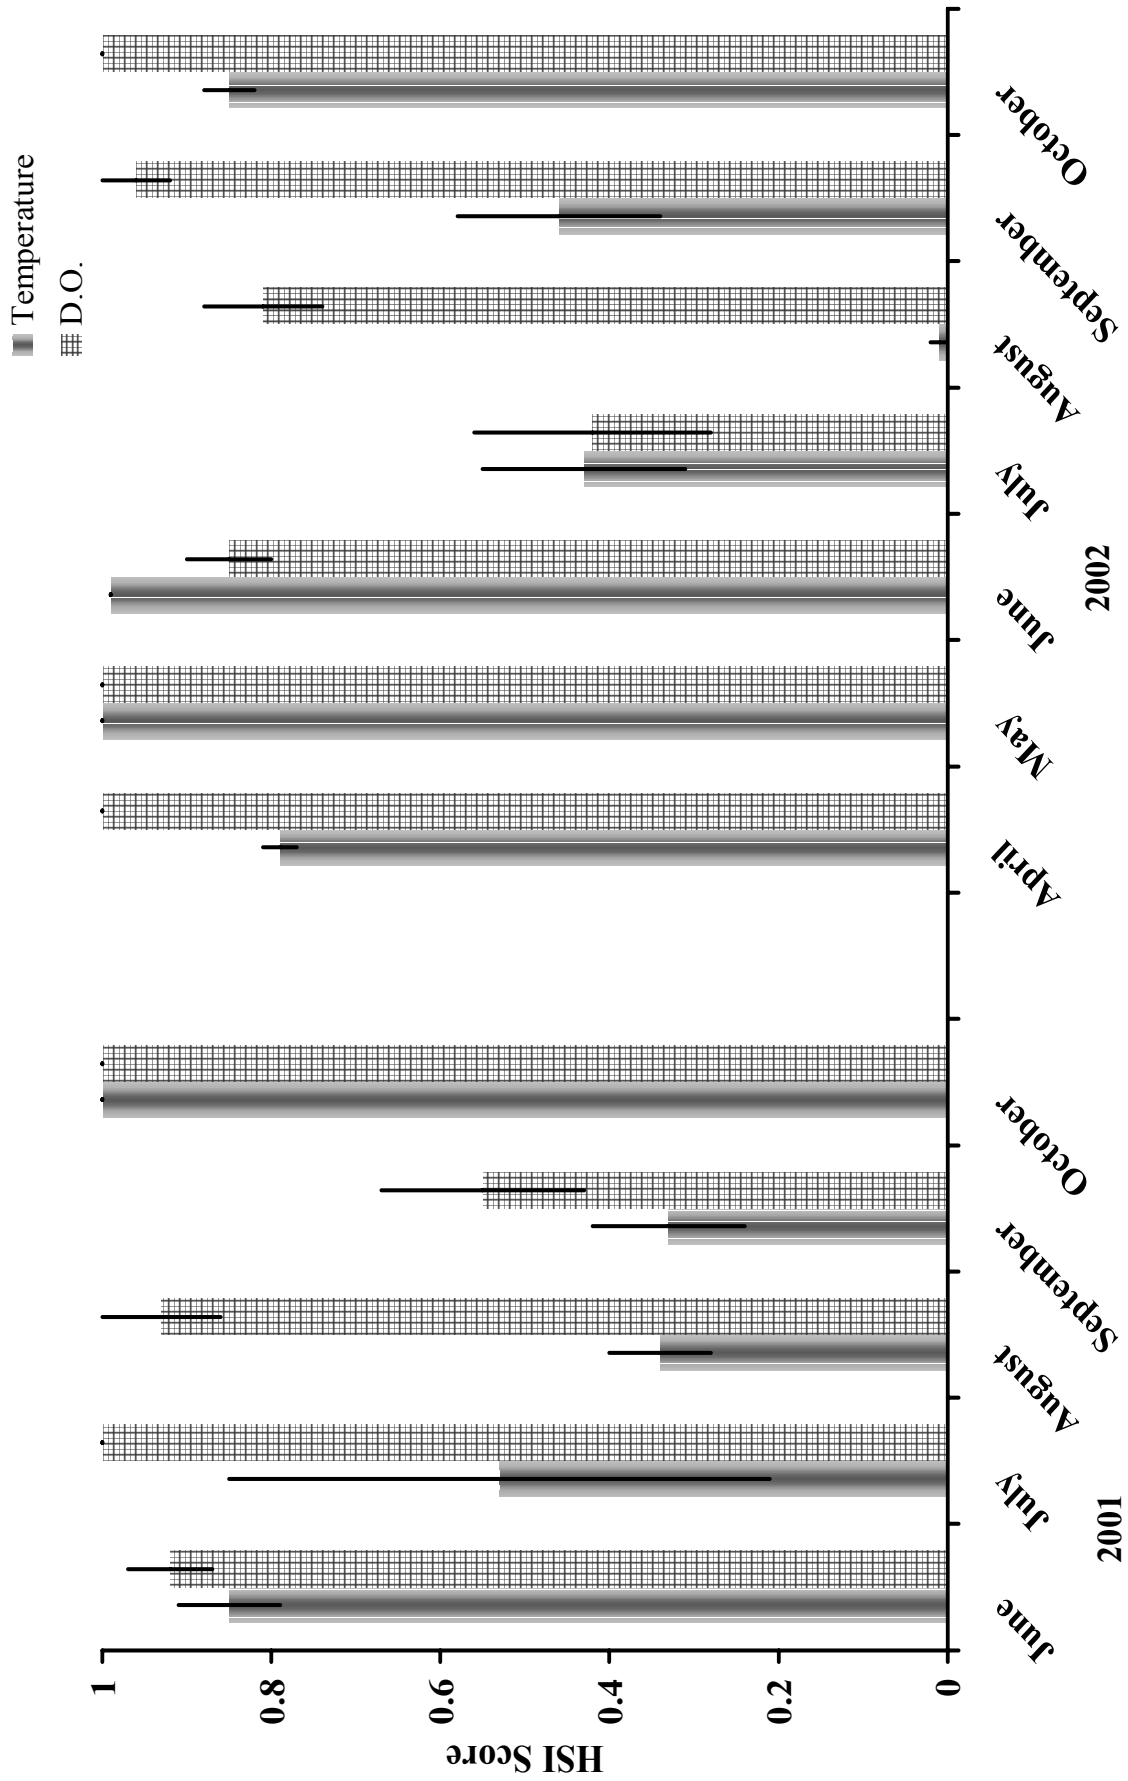 Temperature
D.O.
HSI Score
1
0.8
0.6
0.4
0.2
0
June
July
August
September
October
April
May
June
July
August
September
October
2001
2002